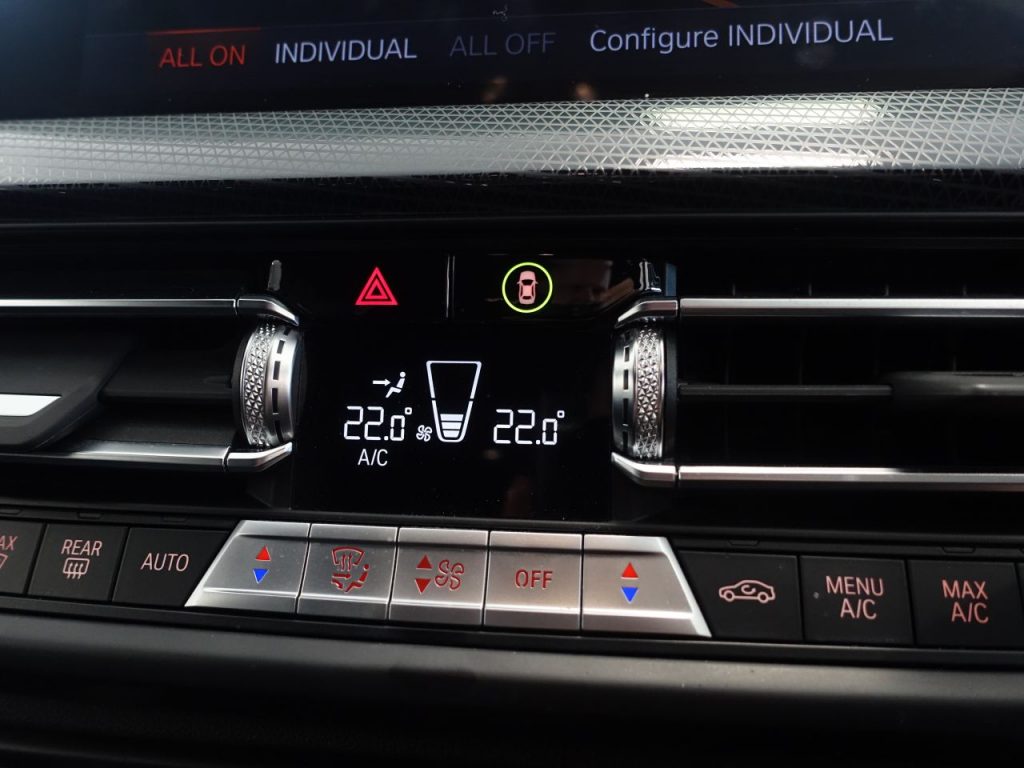 ALL ON INDIVIDUAL ALL OFF Configure INDIVIDUAL
22.0° 22.0°
A/C
REAR AUTO OFF MENU A/C MAX A/C